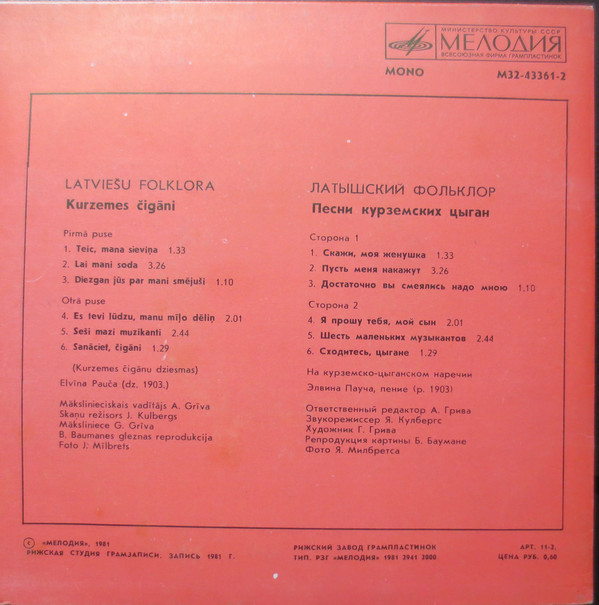 МИНИСТЕРСТВО КУЛЬТУРЫ СССР
МЕЛОДИЯ
ВСЕСОЮЗНАЯ ФИРМА ГРАМПЛАСТИНОК
MONO
М32-43361-2
LATVIEŠU FOLKLORA
Kurzemes čigāni
Pirmā puse
1. Teic, mana sieviņa 1.33
2. Lai mani soda 3.26
3. Diezgan jūs par mani smējuši 1.10
Otrā puse
4. Es tevi lūdzu, manu mīļo dēliņ 2.01
5. Seši mazi muzikanti 2.44
6. Sanāciet, čigāni 1.29
(Kurzemes čigānu dziesmas)
Elvīna Pauča (dz. 1903.)
Mākslinieciskais vadītājs A. Grīva
Skaņu režisors J. Kulbergs
Māksliniece G. Grīva
B. Baumanes gleznas reprodukcija
Foto J. Milbrets
ЛАТЫШСКИЙ ФОЛЬКЛОР
Песни курземских цыган
Сторона 1
1. Скажи, моя женушка 1.33
2. Пусть меня накажут 3.26
3. Достаточно вы смеялись надо мною 1.10
Сторона 2
4. Я прошу тебя, мой сын 2.01
5. Шесть маленьких музыкантов 2.44
6. Сходитесь, цыгане 1.29
На курземско-цыганском наречии
Элвина Пауча, пение (р. 1903)
Ответственный редактор А. Грива
Звукорежиссер Я. Кулбергс
Художник Г. Грива
Репродукция картины Б. Баумане
Фото Я. Милбретса
© «МЕЛОДИЯ», 1981
РИЖСКАЯ СТУДИЯ ГРАМЗАПИСИ. ЗАПИСЬ 1981 Г.
РИЖСКИЙ ЗАВОД ГРАМПЛАСТИНОК
ТИП. РЗГ «МЕЛОДИЯ» 1981 2941 2000
АРТ. 11-2.
ЦЕНА РУБ. 0,60